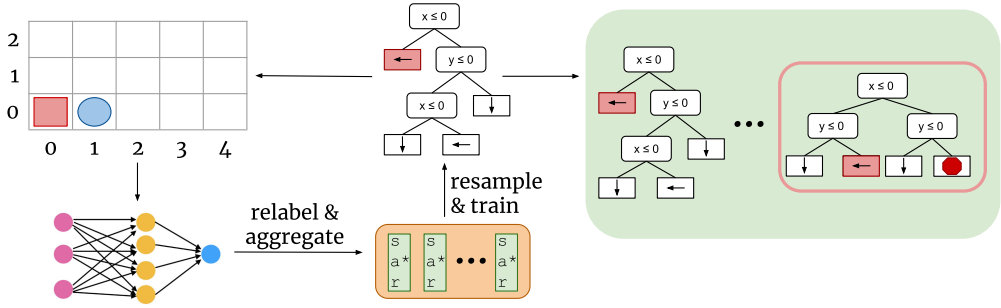 2
1
0
0 1 2 3 4
x ≤ 0
y ≤ 0
x ≤ 0
relabel &
aggregate
resample
& train
s s s
a* a* ••• a*
r r r
x ≤ 0
y ≤ 0
x ≤ 0
•••
x ≤ 0
y ≤ 0 y ≤ 0